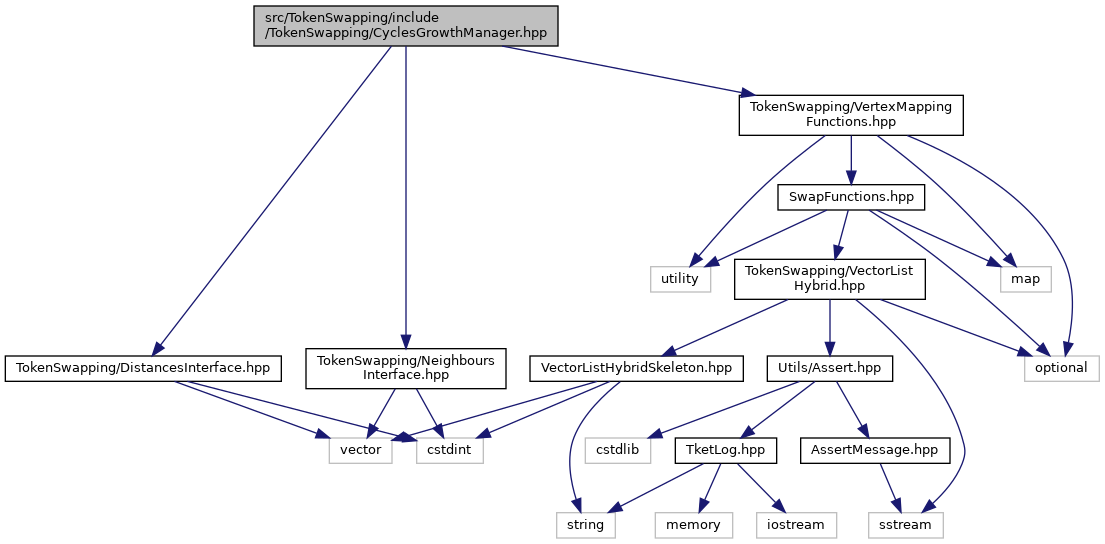 src/TokenSwapping/include
/TokenSwapping/CyclesGrowthManager.hpp
TokenSwapping/VertexMapping
Functions.hpp
SwapFunctions.hpp
utility
TokenSwapping/VectorList
Hybrid.hpp
map
TokenSwapping/DistancesInterface.hpp
TokenSwapping/Neighbours
Interface.hpp
VectorListHybridSkeleton.hpp
Utils/Assert.hpp
optional
vector
cstdint
cstdlib
TketLog.hpp
AssertMessage.hpp
string
memory
iostream
sstream